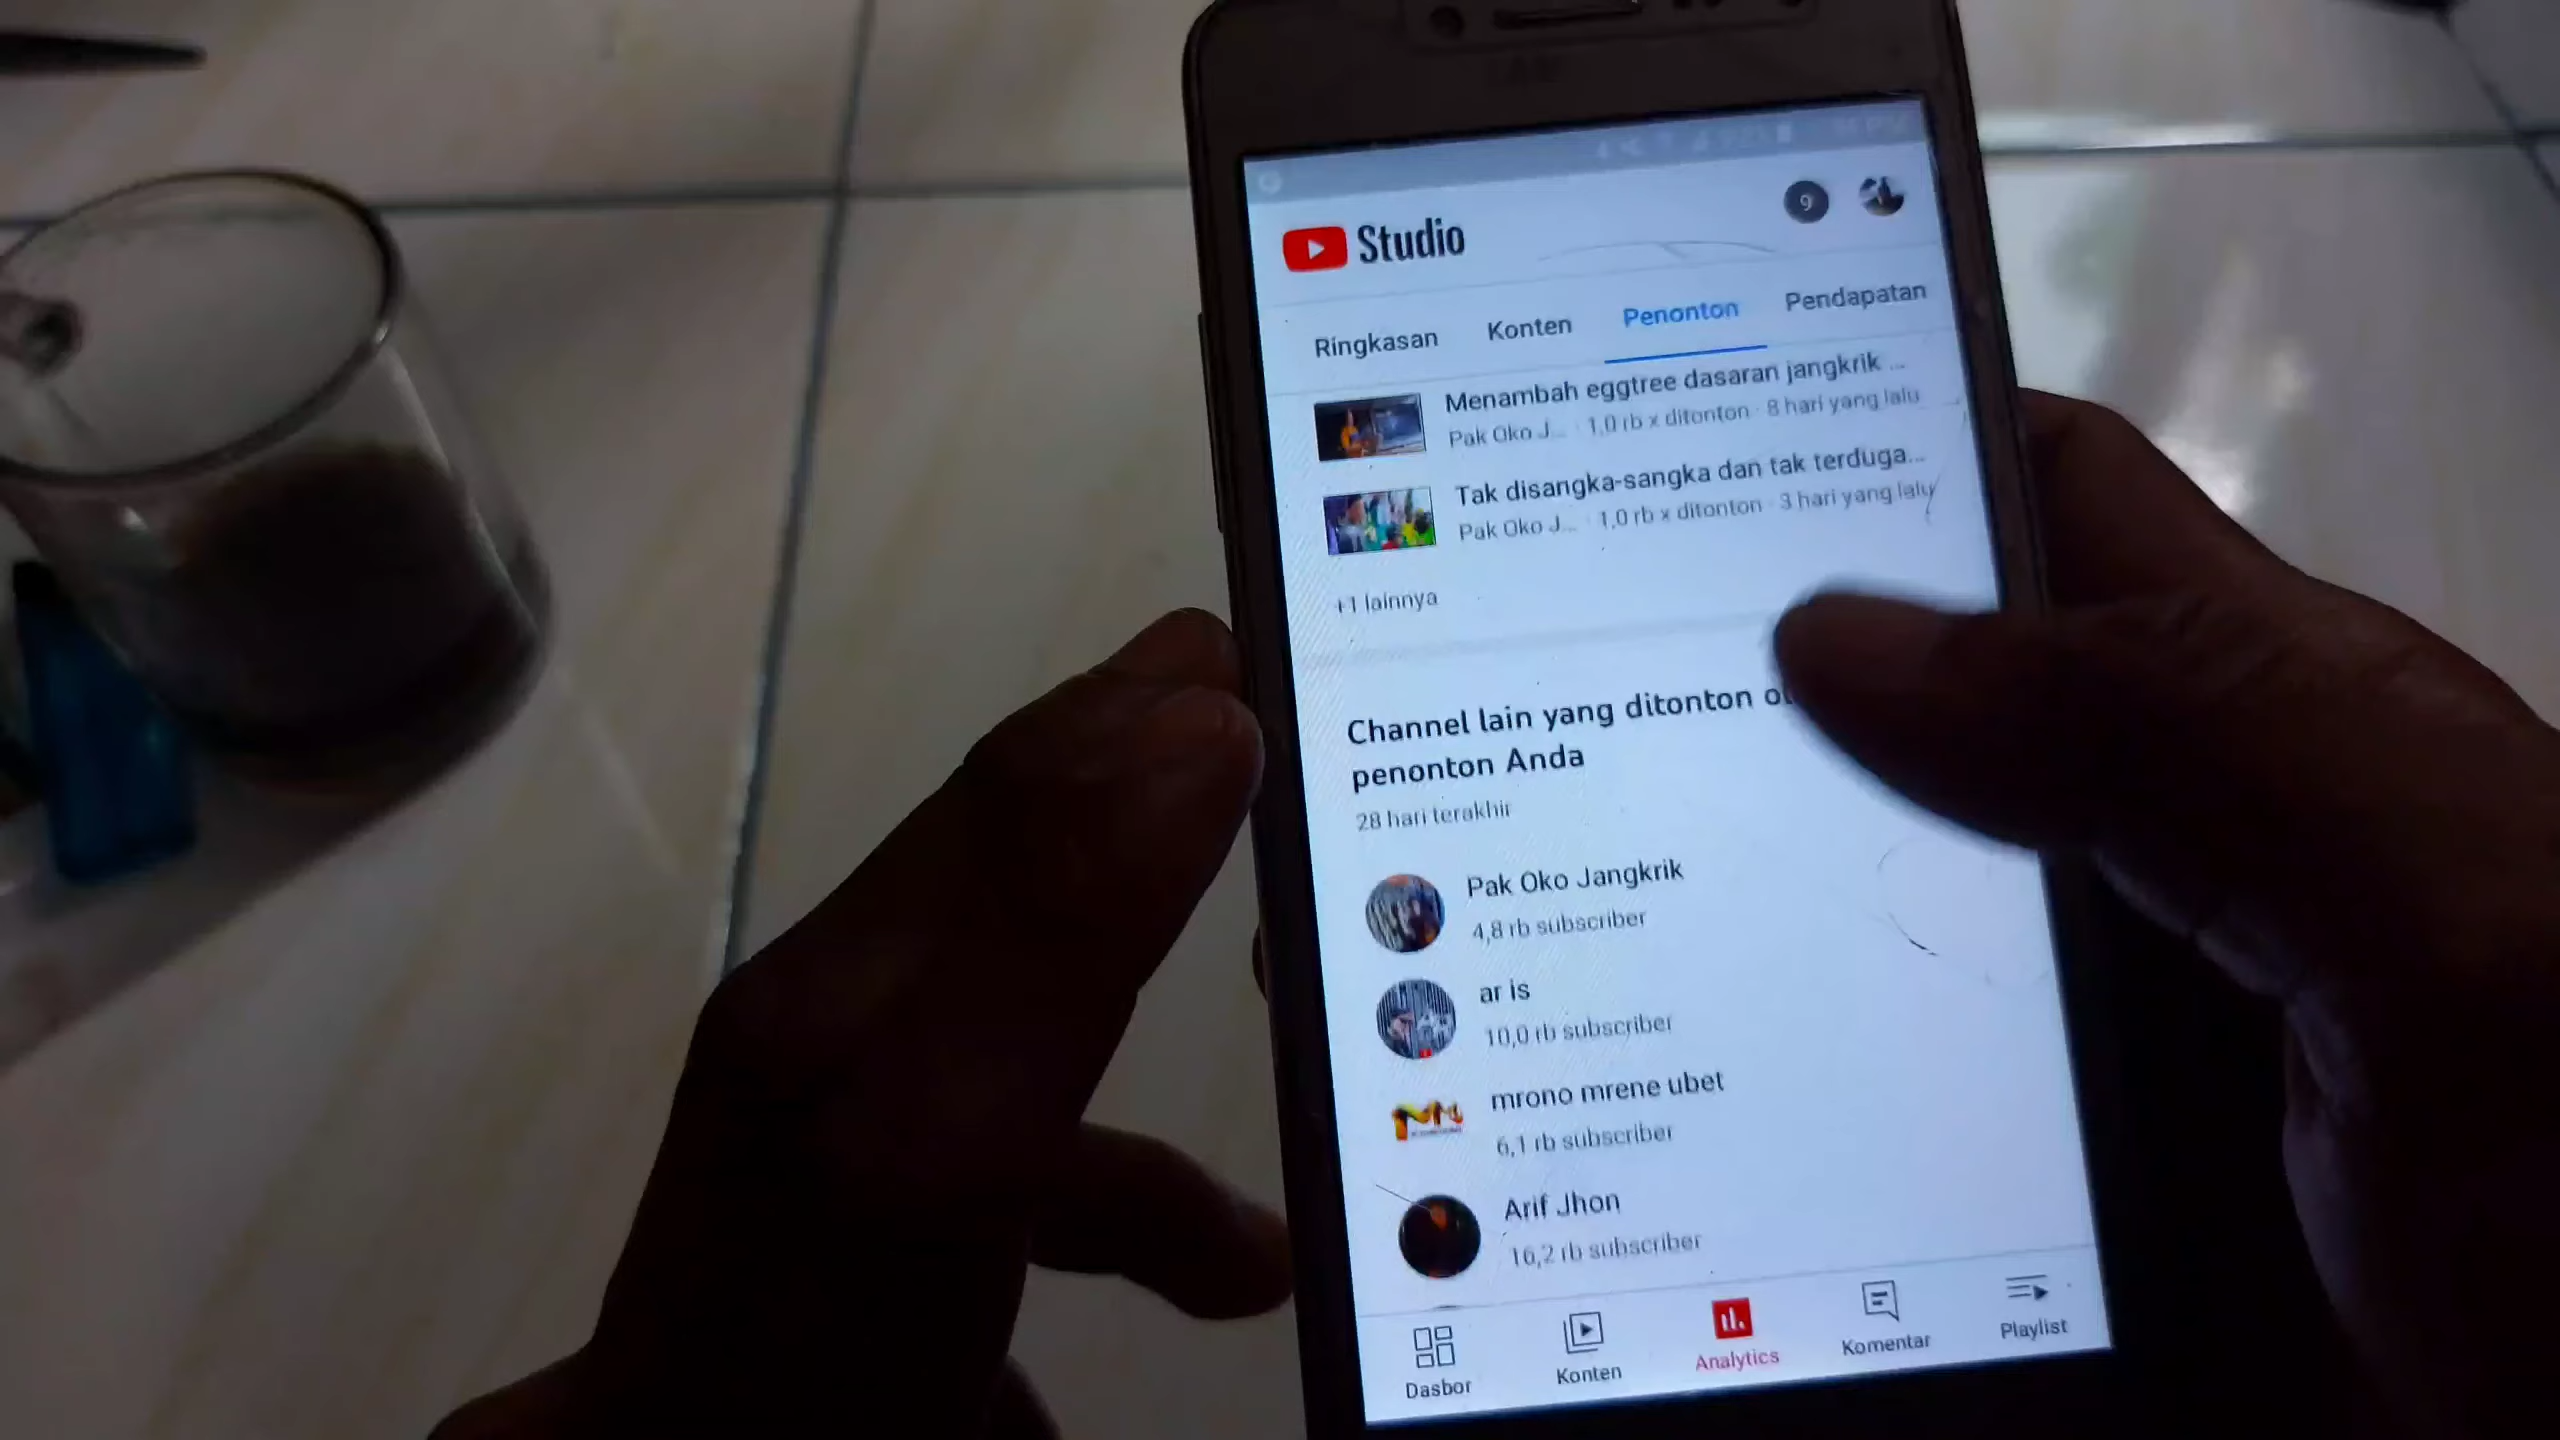 Studio
9
Ringkasan Konten Penonton Pendapatan
Menambah eggtree dasaran jangkrik ...
Pak Oko J... · 1,0 rb x ditonton · 8 hari yang lalu
Tak disangka-sangka dan tak terduga...
Pak Oko J... · 1,0 rb x ditonton · 3 hari yang lalu
+1 lainnya
Channel lain yang ditonton
penonton Anda
28 hari terakhir
Pak Oko Jangkrik
4,8 rb subscriber
ar is
10,0 rb subscriber
mrono mrene ubet
6,1 rb subscriber
Arif Jhon
16,2 rb subscriber
Dasbor Konten Analytics Komentar Playlist